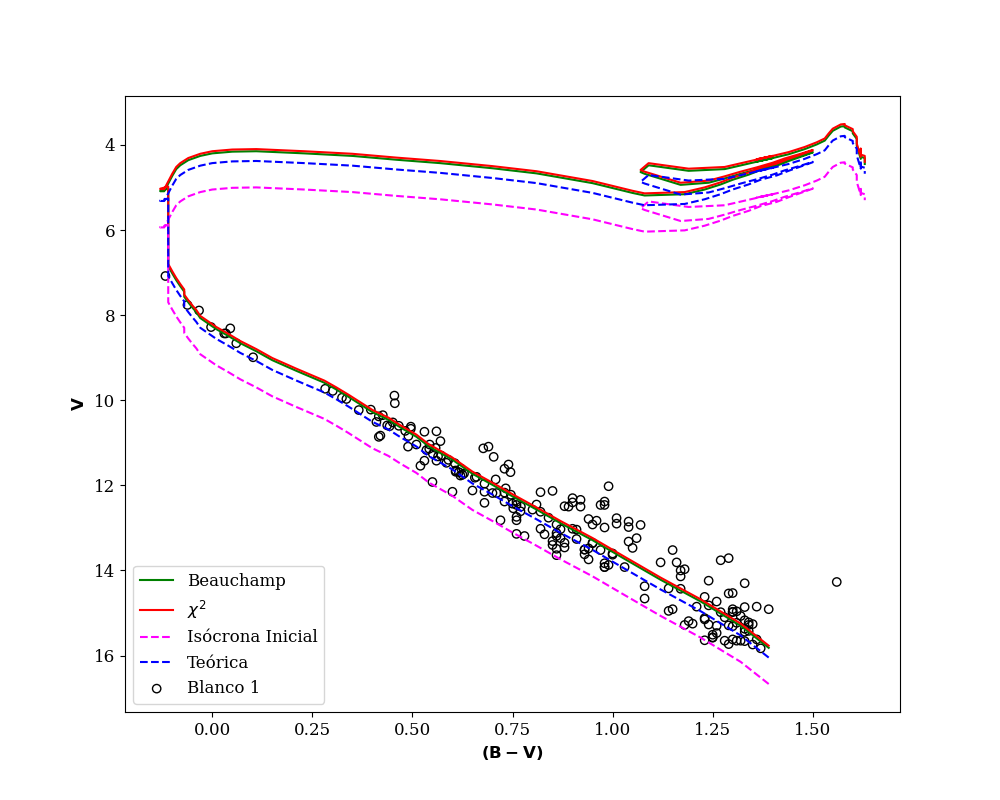 4
6
8
10
12
14
16
V
0.00 0.25 0.50 0.75 1.00 1.25 1.50
(B − V)
Beauchamp
χ²
Isócrona Inicial
Teórica
Blanco 1